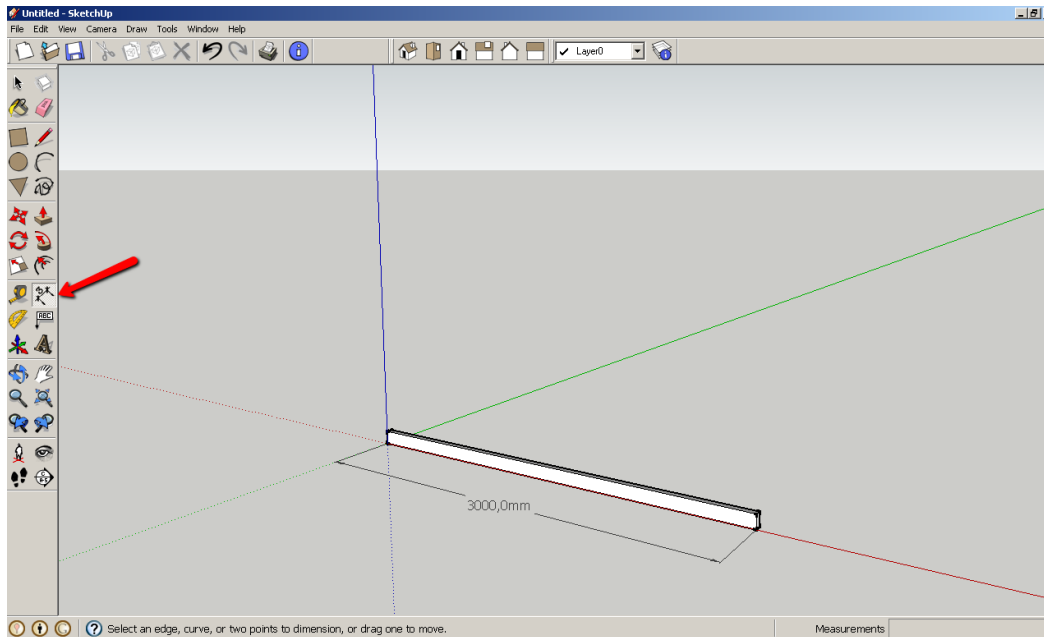 Untitled - SketchUp
File Edit View Camera Draw Tools Window Help
Layer0
ABC
3000,0mm
Select an edge, curve, or two points to dimension, or drag one to move.
Measurements